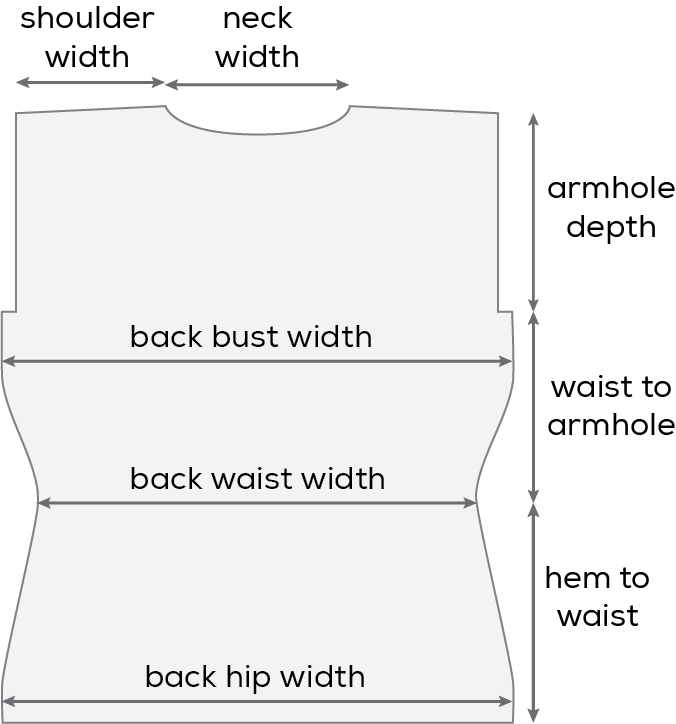 shoulder
width
neck
width
armhole
depth
back bust width
waist to
armhole
back waist width
hem to
waist
back hip width